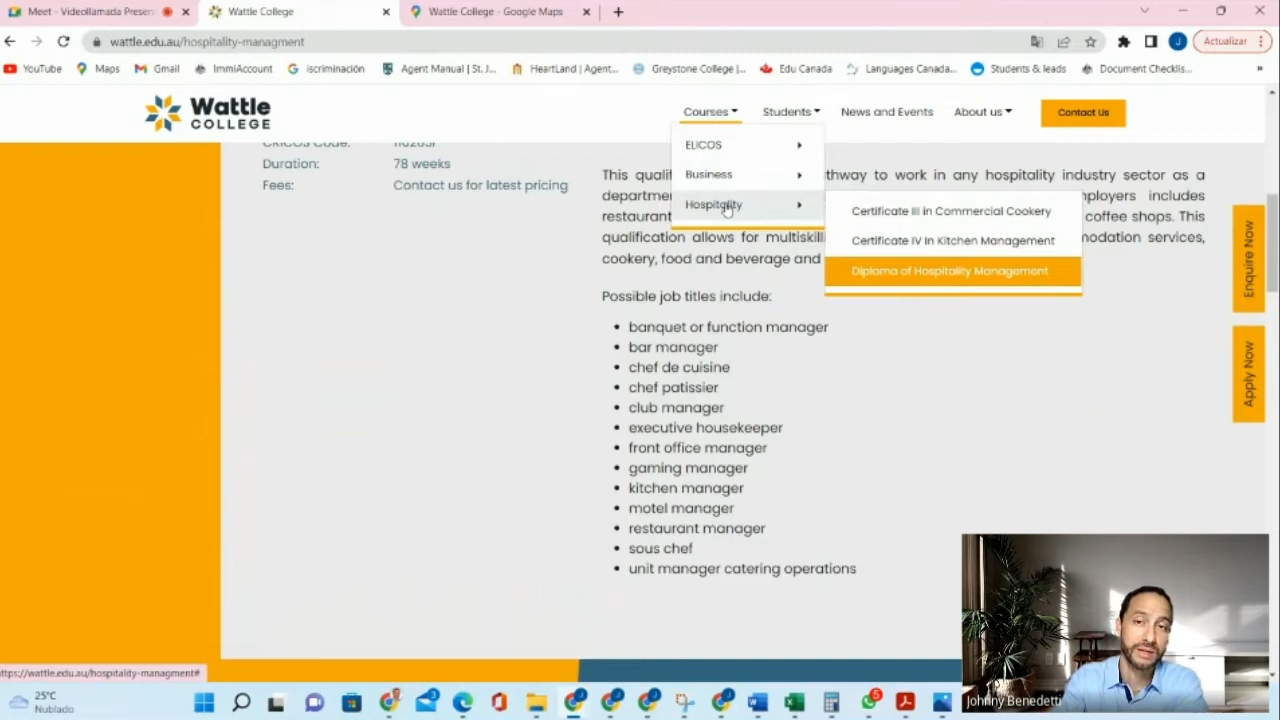 Meet - Videollamada Presen
Wattle College
Wattle College - Google Maps
wattle.edu.au/hospitality-managment
Actualizar
YouTube
Maps
Gmail
ImmiAccount
iscriminación
Agent Manual | St. J...
HeartLand | Agent...
Greystone College |...
Edu Canada
Languages Canada...
Students & leads
Document Checklis...
Wattle
COLLEGE
Courses
Students
News and Events
About us
Contact Us
ELICOS
Business
Hospitality
Certificate III in Commercial Cookery
Certificate IV In Kitchen Management
Diploma of Hospitality Management
Duration: 78 weeks
Fees: Contact us for latest pricing
This qualif thway to work in any hospitality industry sector as a
departmen ployers includes
restaurant coffee shops. This
qualification allows for multiskilli modation services,
cookery, food and beverage and
Possible job titles include:
• banquet or function manager
• bar manager
• chef de cuisine
• chef patissier
• club manager
• executive housekeeper
• front office manager
• gaming manager
• kitchen manager
• motel manager
• restaurant manager
• sous chef
• unit manager catering operations
Enquire Now
Apply Now
Johnny Benedetti
https://wattle.edu.au/hospitality-managment#
25°C
Nublado
5